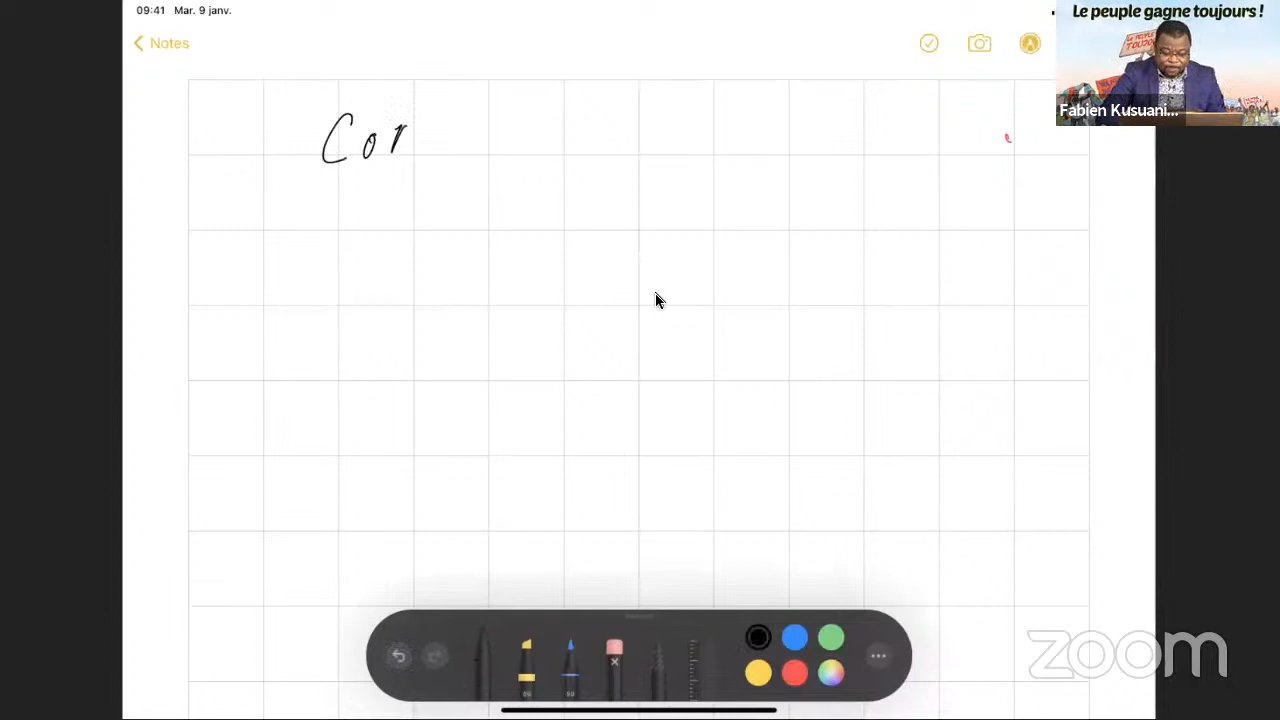 09:41 Mar. 9 janv.
Le peuple gagne toujours !
Notes
Fabien Kusuani...
Cor
zoom